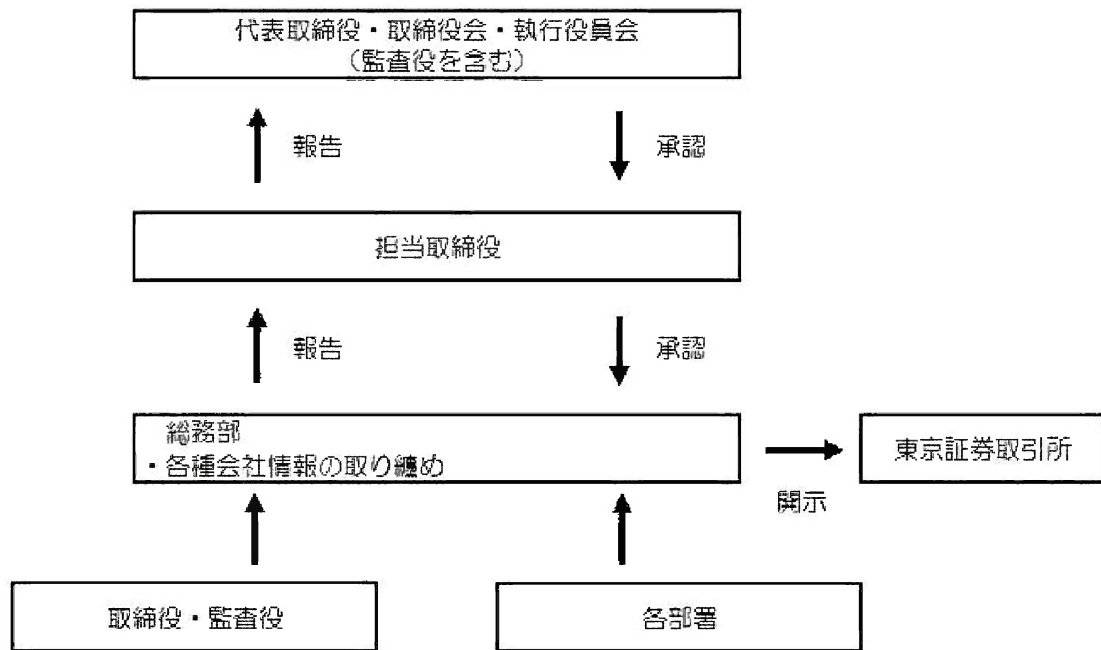 代表取締役・取締役会・執行役員会
（監査役を含む）
報告
承認
担当取締役
報告
承認
総務部
・各種会社情報の取り纏め
東京証券取引所
開示
取締役・監査役
各部署